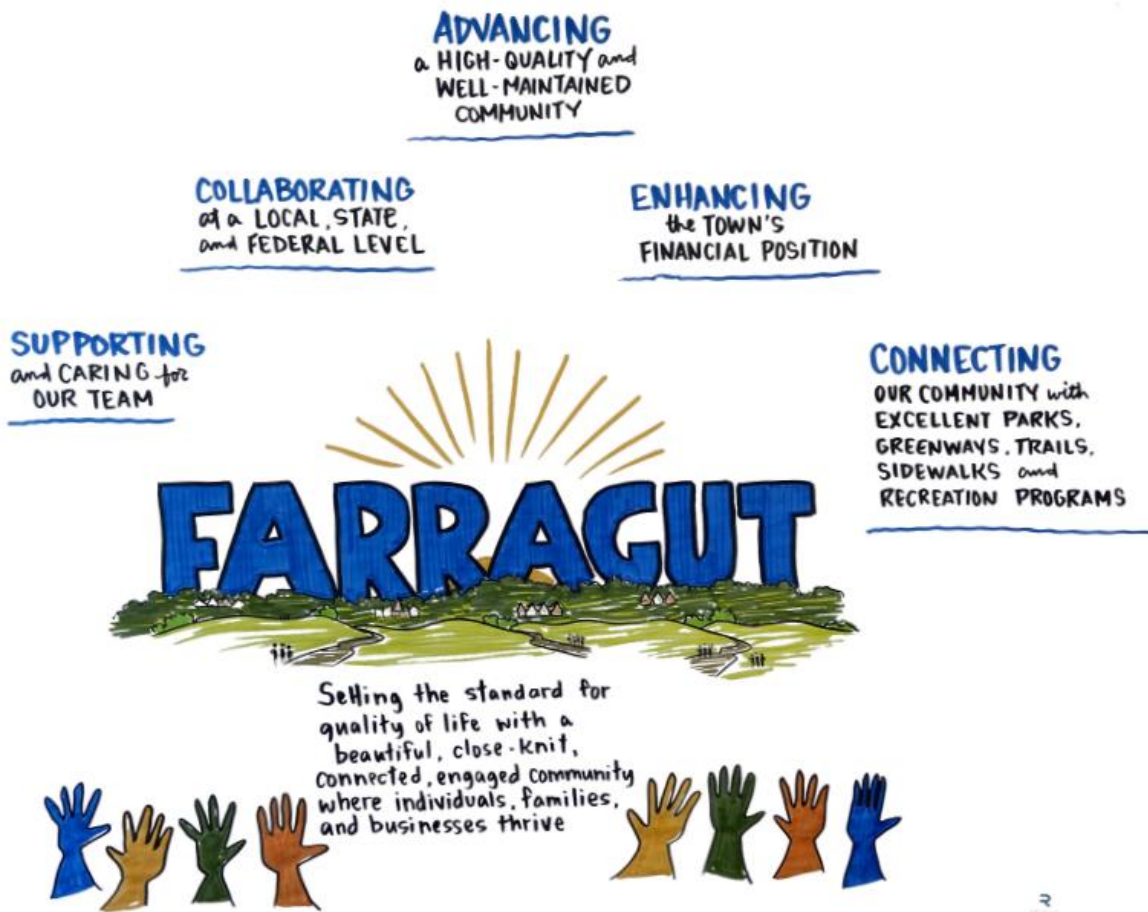 ADVANCING
a HIGH-QUALITY and
WELL-MAINTAINED
COMMUNITY
COLLABORATING
at a LOCAL, STATE,
and FEDERAL LEVEL
ENHANCING
the TOWN'S
FINANCIAL POSITION
SUPPORTING
and CARING for
OUR TEAM
CONNECTING
OUR COMMUNITY with
EXCELLENT PARKS,
GREENWAYS, TRAILS,
SIDEWALKS and
RECREATION PROGRAMS
FARRAGUT
Setting the standard for
quality of life with a
beautiful, close-knit,
connected, engaged community
where individuals, families,
and businesses thrive